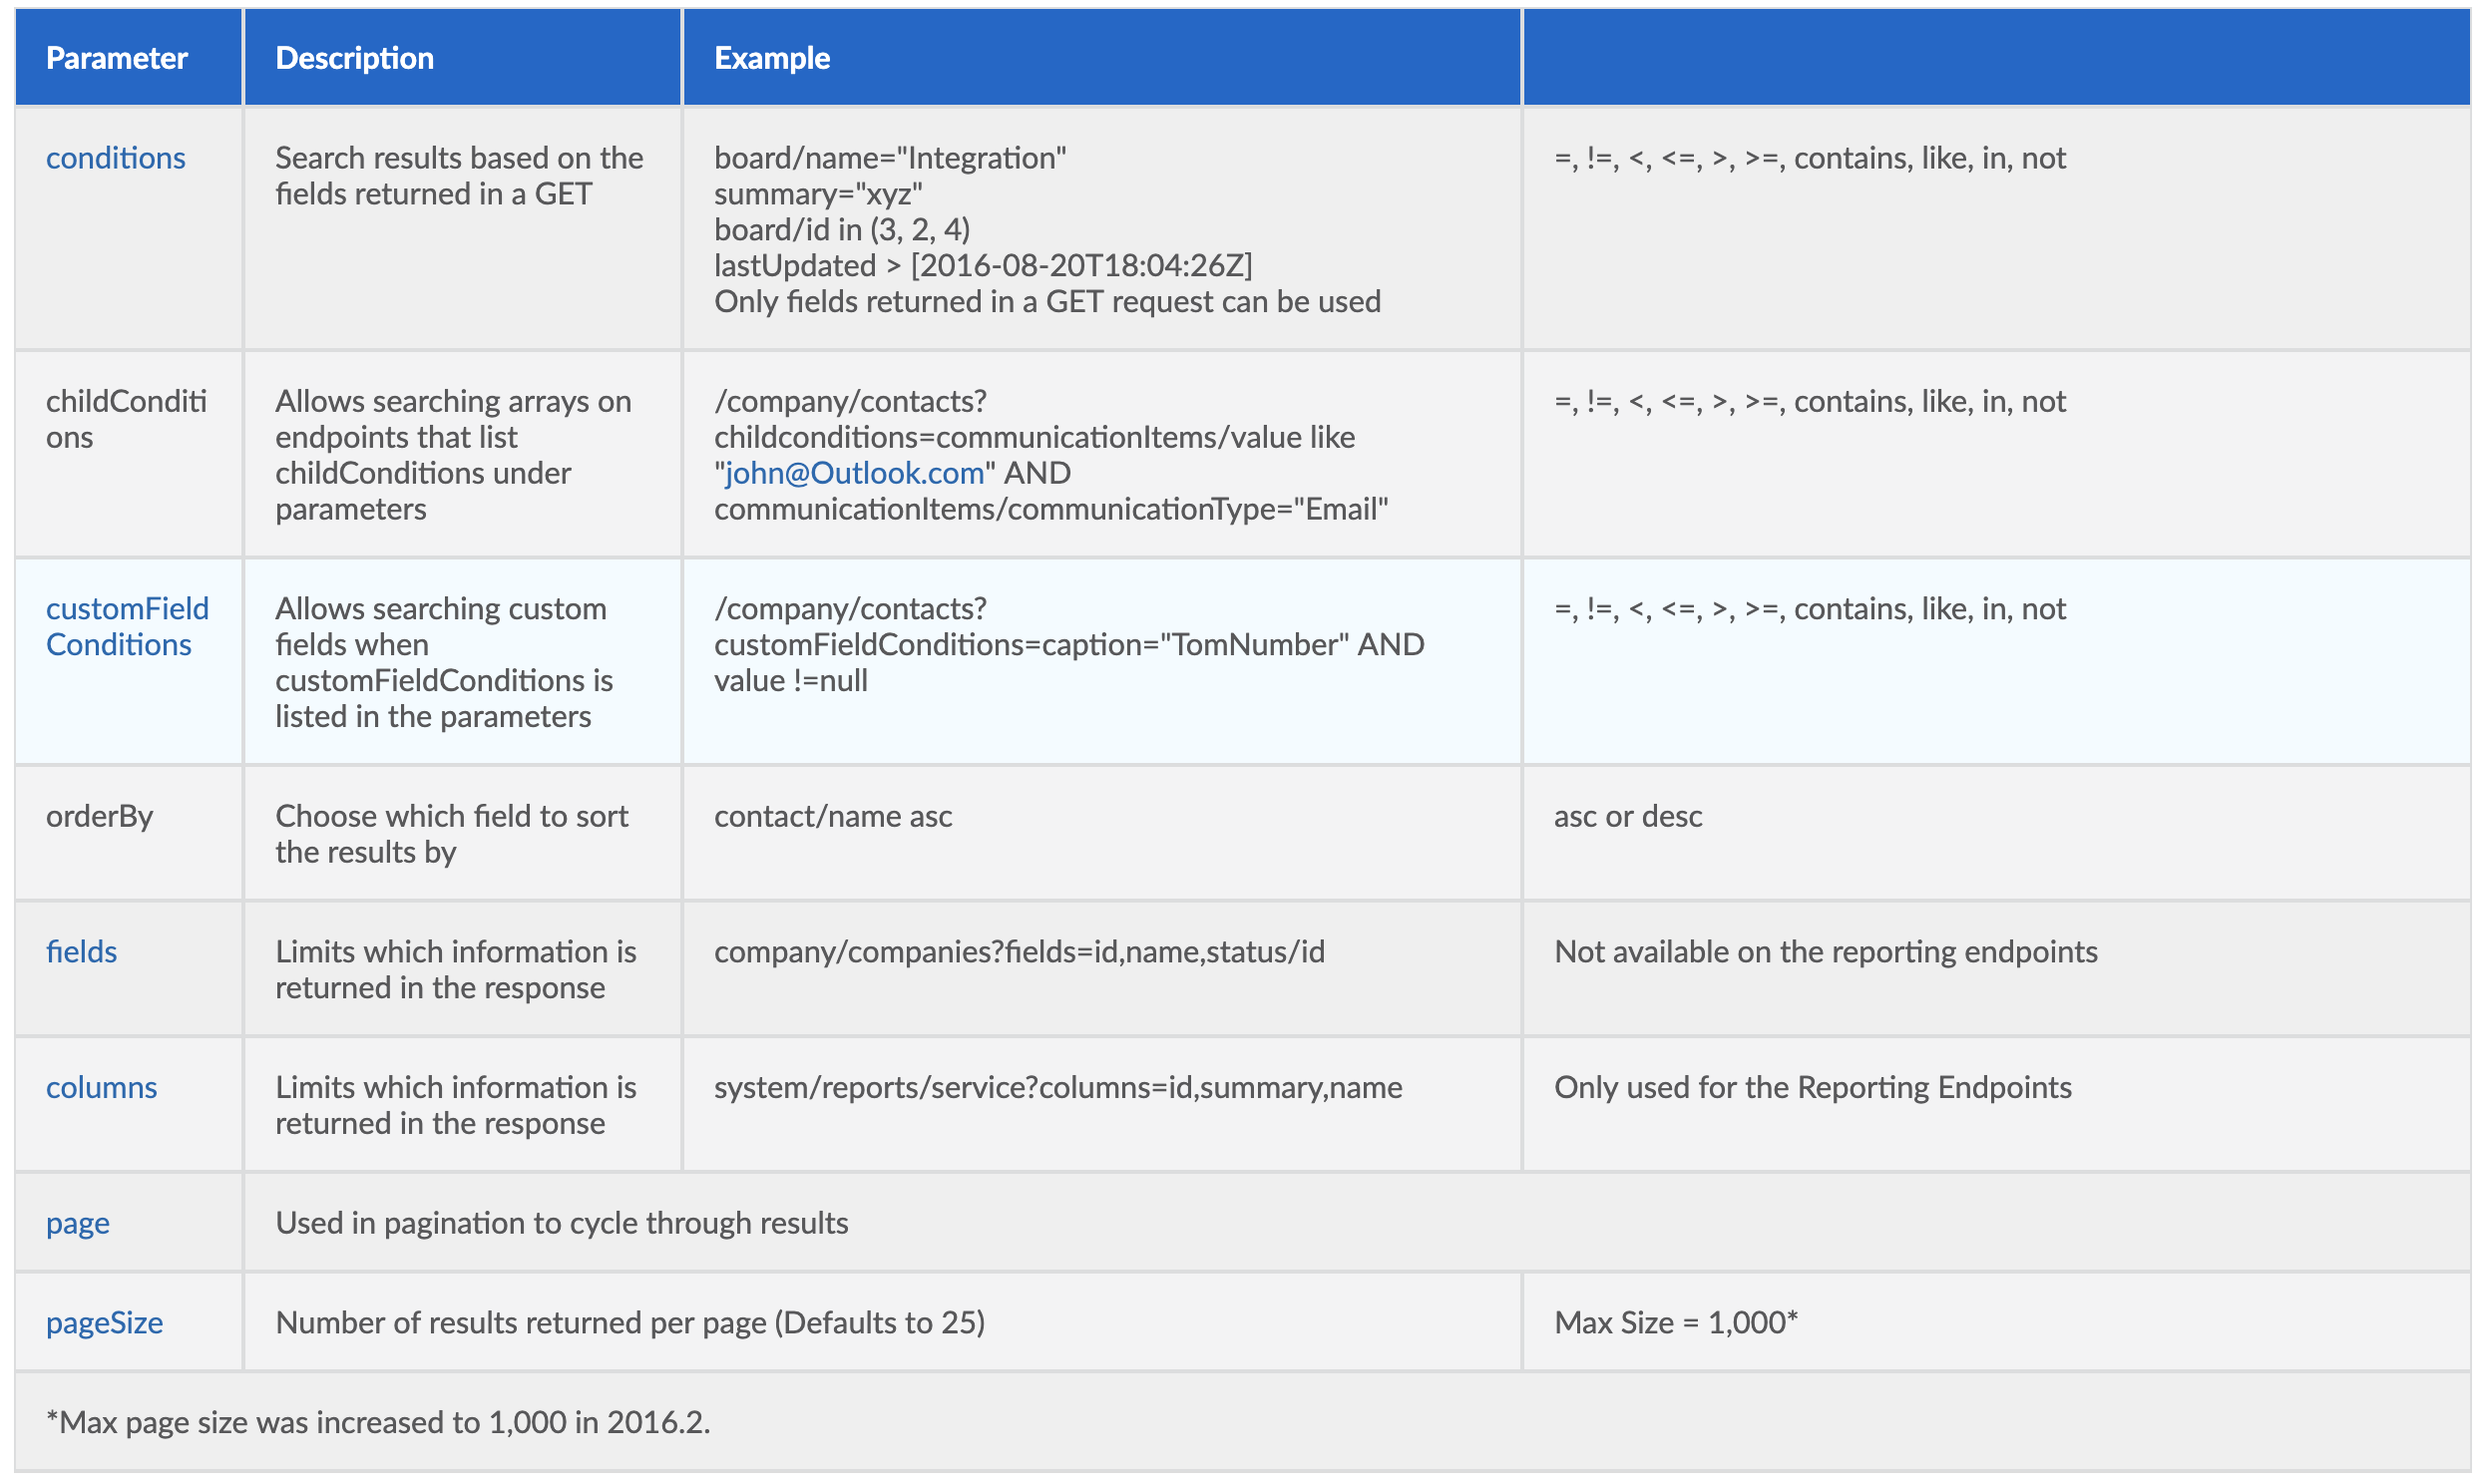 Parameter
Description
Example
conditions
Search results based on the
fields returned in a GET
board/name="Integration"
summary="xyz"
board/id in (3, 2, 4)
lastUpdated > [2016-08-20T18:04:26Z]
Only fields returned in a GET request can be used
=, !=, <, <=, >, >=, contains, like, in, not
childConditi
ons
Allows searching arrays on
endpoints that list
childConditions under
parameters
/company/contacts?
childconditions=communicationItems/value like
"john@Outlook.com" AND
communicationItems/communicationType="Email"
=, !=, <, <=, >, >=, contains, like, in, not
customField
Conditions
Allows searching custom
fields when
customFieldConditions is
listed in the parameters
/company/contacts?
customFieldConditions=caption="TomNumber" AND
value !=null
=, !=, <, <=, >, >=, contains, like, in, not
orderBy
Choose which field to sort
the results by
contact/name asc
asc or desc
fields
Limits which information is
returned in the response
company/companies?fields=id,name,status/id
Not available on the reporting endpoints
columns
Limits which information is
returned in the response
system/reports/service?columns=id,summary,name
Only used for the Reporting Endpoints
page
Used in pagination to cycle through results
pageSize
Number of results returned per page (Defaults to 25)
Max Size = 1,000*
*Max page size was increased to 1,000 in 2016.2.